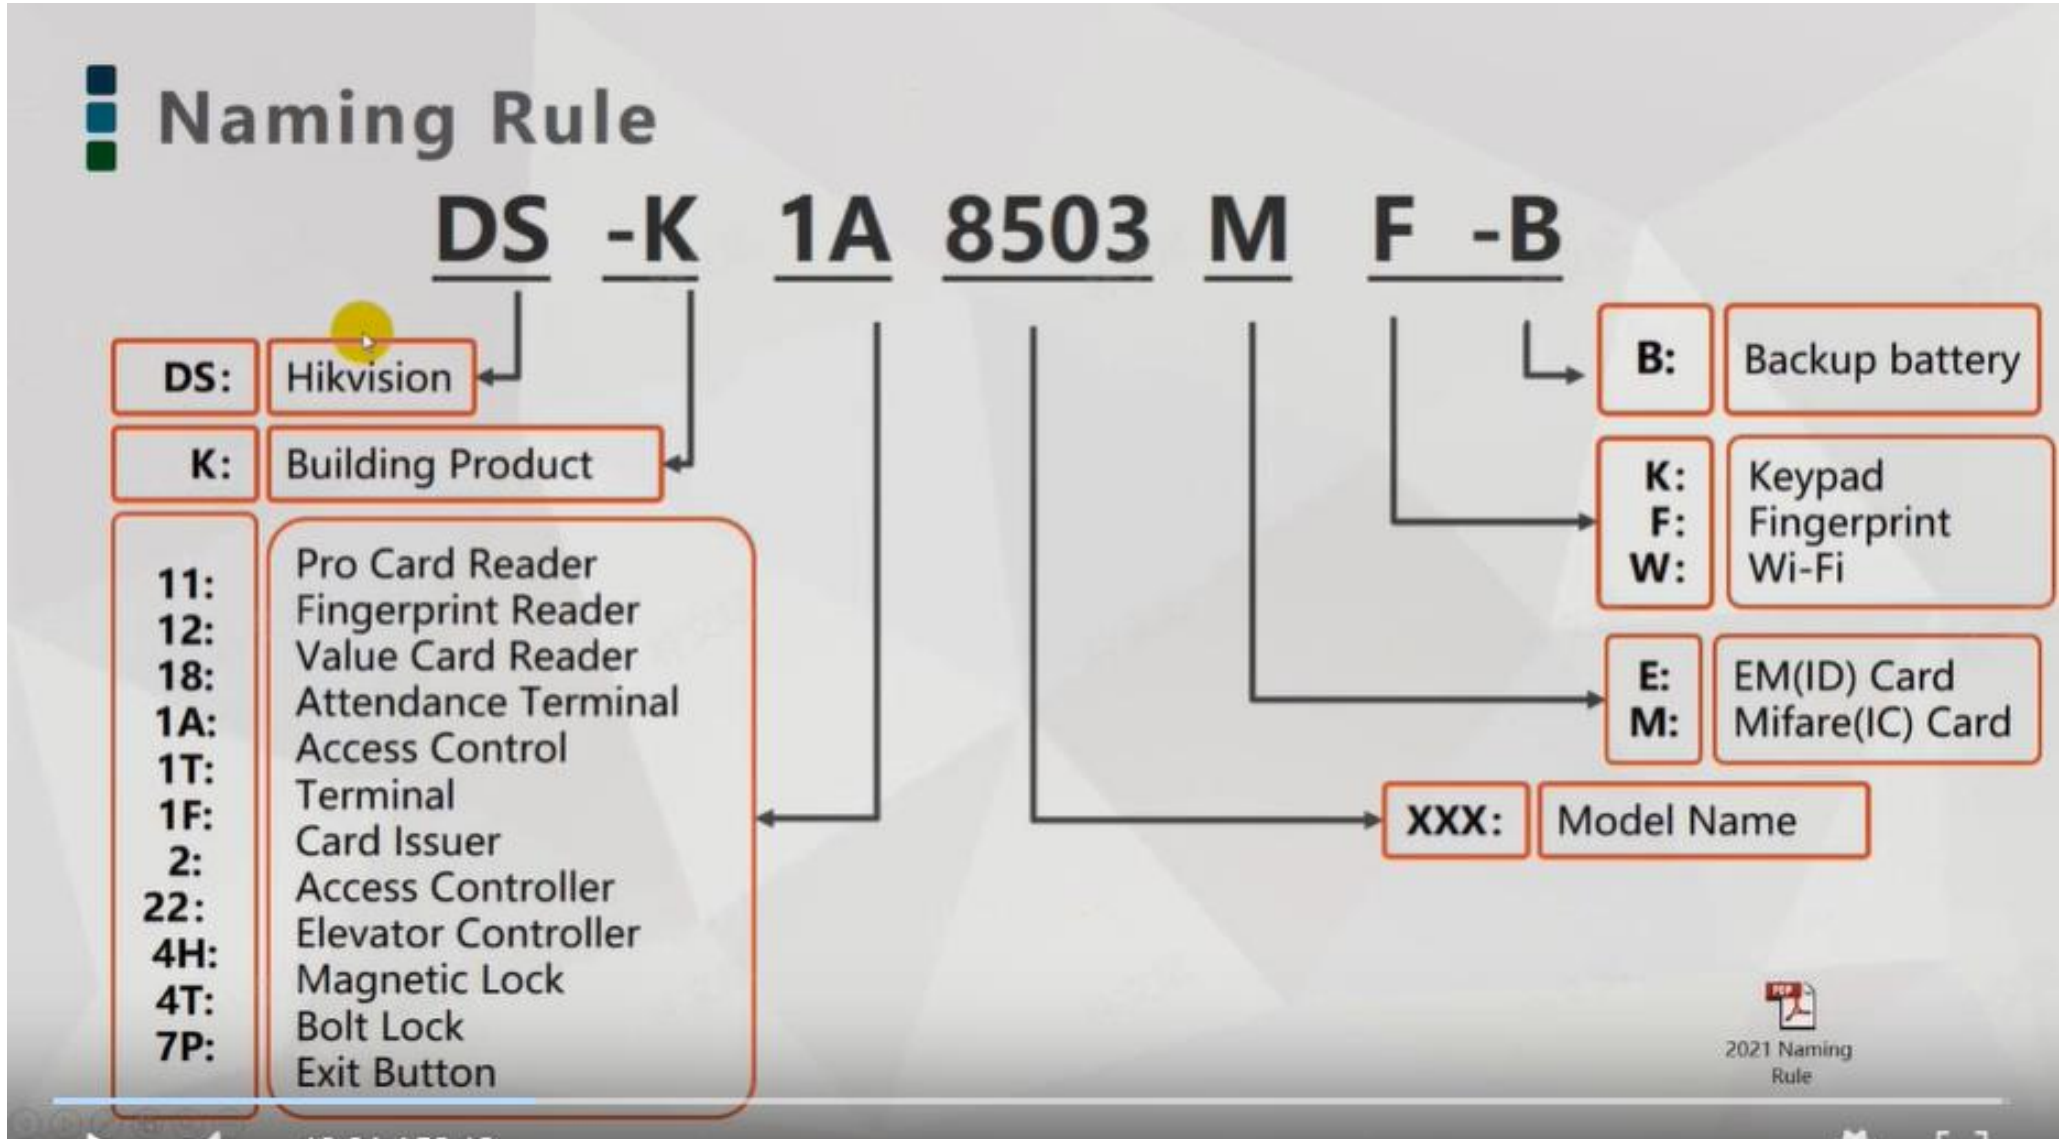 Naming Rule
DS -K 1A 8503 M F -B
DS: Hikvision
K: Building Product
11:
12:
18:
1A:
1T:
1F:
2:
22:
4H:
4T:
7P:
Pro Card Reader
Fingerprint Reader
Value Card Reader
Attendance Terminal
Access Control
Terminal
Card Issuer
Access Controller
Elevator Controller
Magnetic Lock
Bolt Lock
Exit Button
B: Backup battery
K: Keypad
F: Fingerprint
W: Wi-Fi
E: EM(ID) Card
M: Mifare(IC) Card
XXX: Model Name
PDF
2021 Naming
Rule